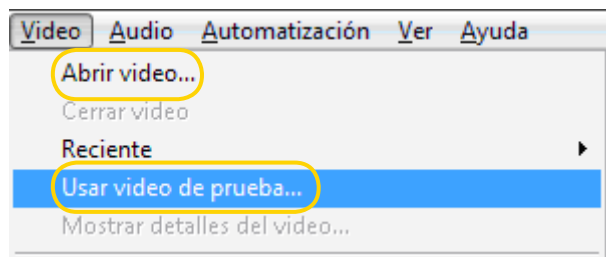 Video Audio Automatización Ver Ayuda
Abrir video...
Cerrar video
Reciente
Usar video de prueba...
Mostrar detalles del video...